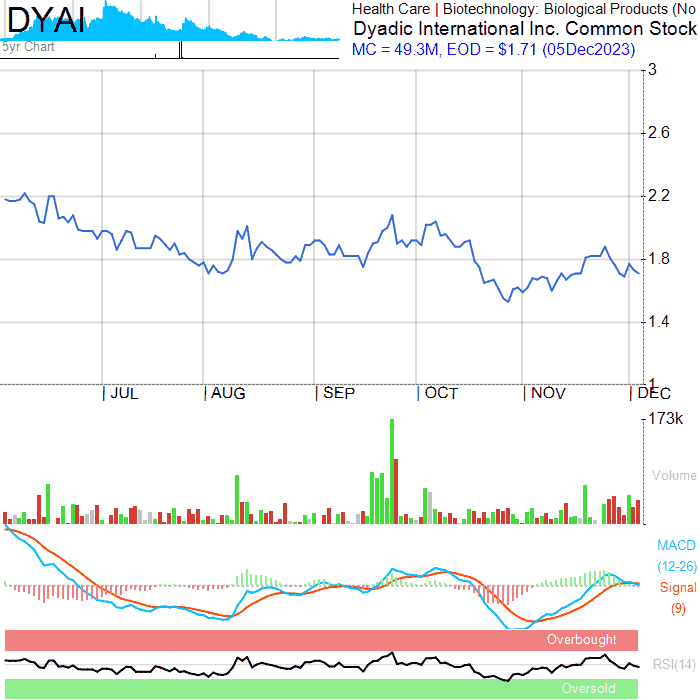 DYAI
5yr Chart
Health Care | Biotechnology: Biological Products (No
Dyadic International Inc. Common Stock
MC = 49.3M, EOD = $1.71 (05Dec2023)
3
2.6
2.2
1.8
1.4
1
JUL AUG SEP OCT NOV DEC
173k
Volume
MACD
(12-26)
Signal
(9)
Overbought
RSI(14)
Oversold